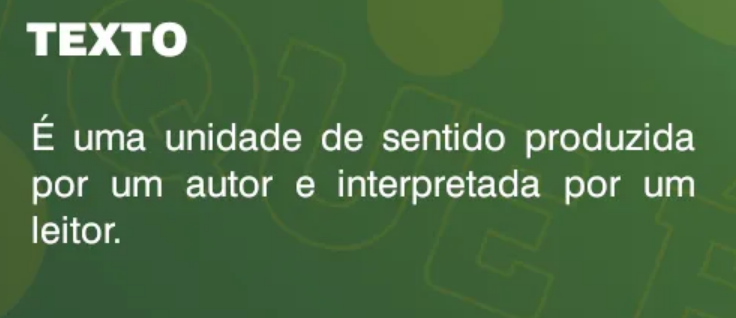 TEXTO
É uma unidade de sentido produzida
por um autor e interpretada por um
leitor.